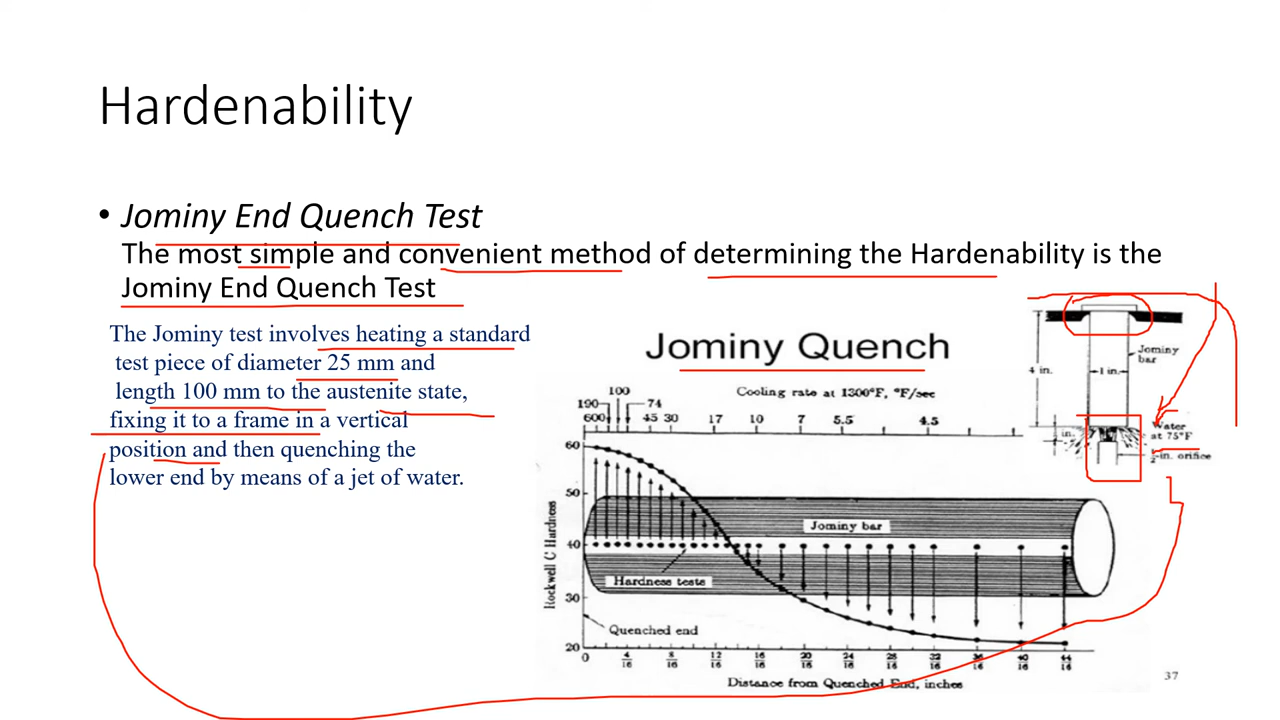 Hardenability
• Jominy End Quench Test
The most simple and convenient method of determining the Hardenability is the
Jominy End Quench Test
The Jominy test involves heating a standard
test piece of diameter 25 mm and
length 100 mm to the austenite state,
fixing it to a frame in a vertical
position and then quenching the
lower end by means of a jet of water.
Jominy Quench
Cooling rate at 1300°F, °F/sec
100
190 74
600 45 30 17 10 7 5.5 4.5
60
50
40
30
20
Rockwell C Hardness
Jominy bar
Hardness tests
Quenched end
0 4/16 8/16 12/16 16/16 20/16 24/16 28/16 32/16 36/16 40/16 44/16
Distance from Quenched End, inches
Jominy
bar
4 in.
1 in.
in.
Water
at 75°F
1/2-in. orifice
37